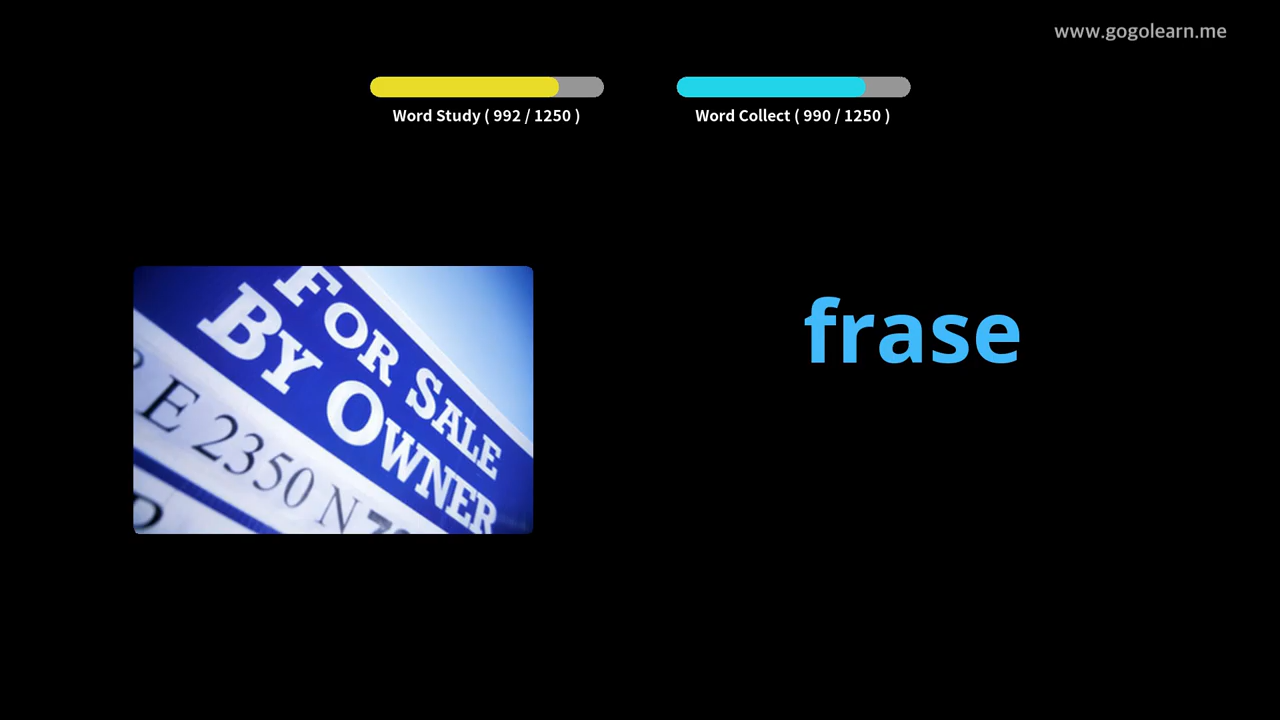 www.gogolearn.me
Word Study ( 992 / 1250 )
Word Collect ( 990 / 1250 )
FOR SALE
BY OWNER
E 2350 N
frase